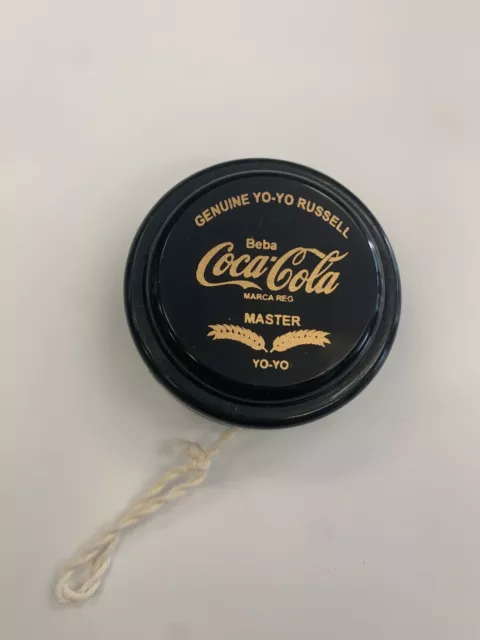 GENUINE YO-YO RUSSELL
Beba
Coca-Cola
MARCA REG
MASTER
YO-YO